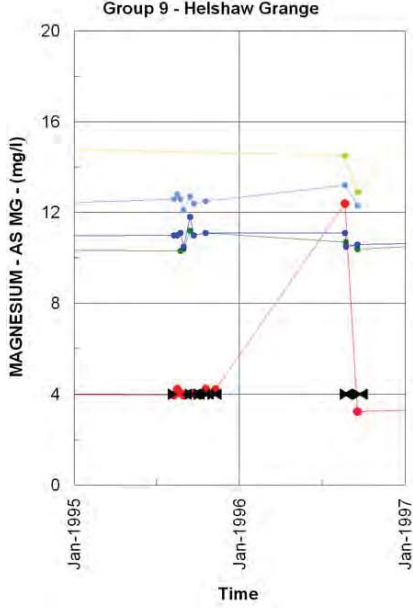 Group 9 - Helshaw Grange
MAGNESIUM - AS MG - (mg/l)
20
16
12
8
4
0
Jan-1995
Jan-1996
Jan-1997
Time